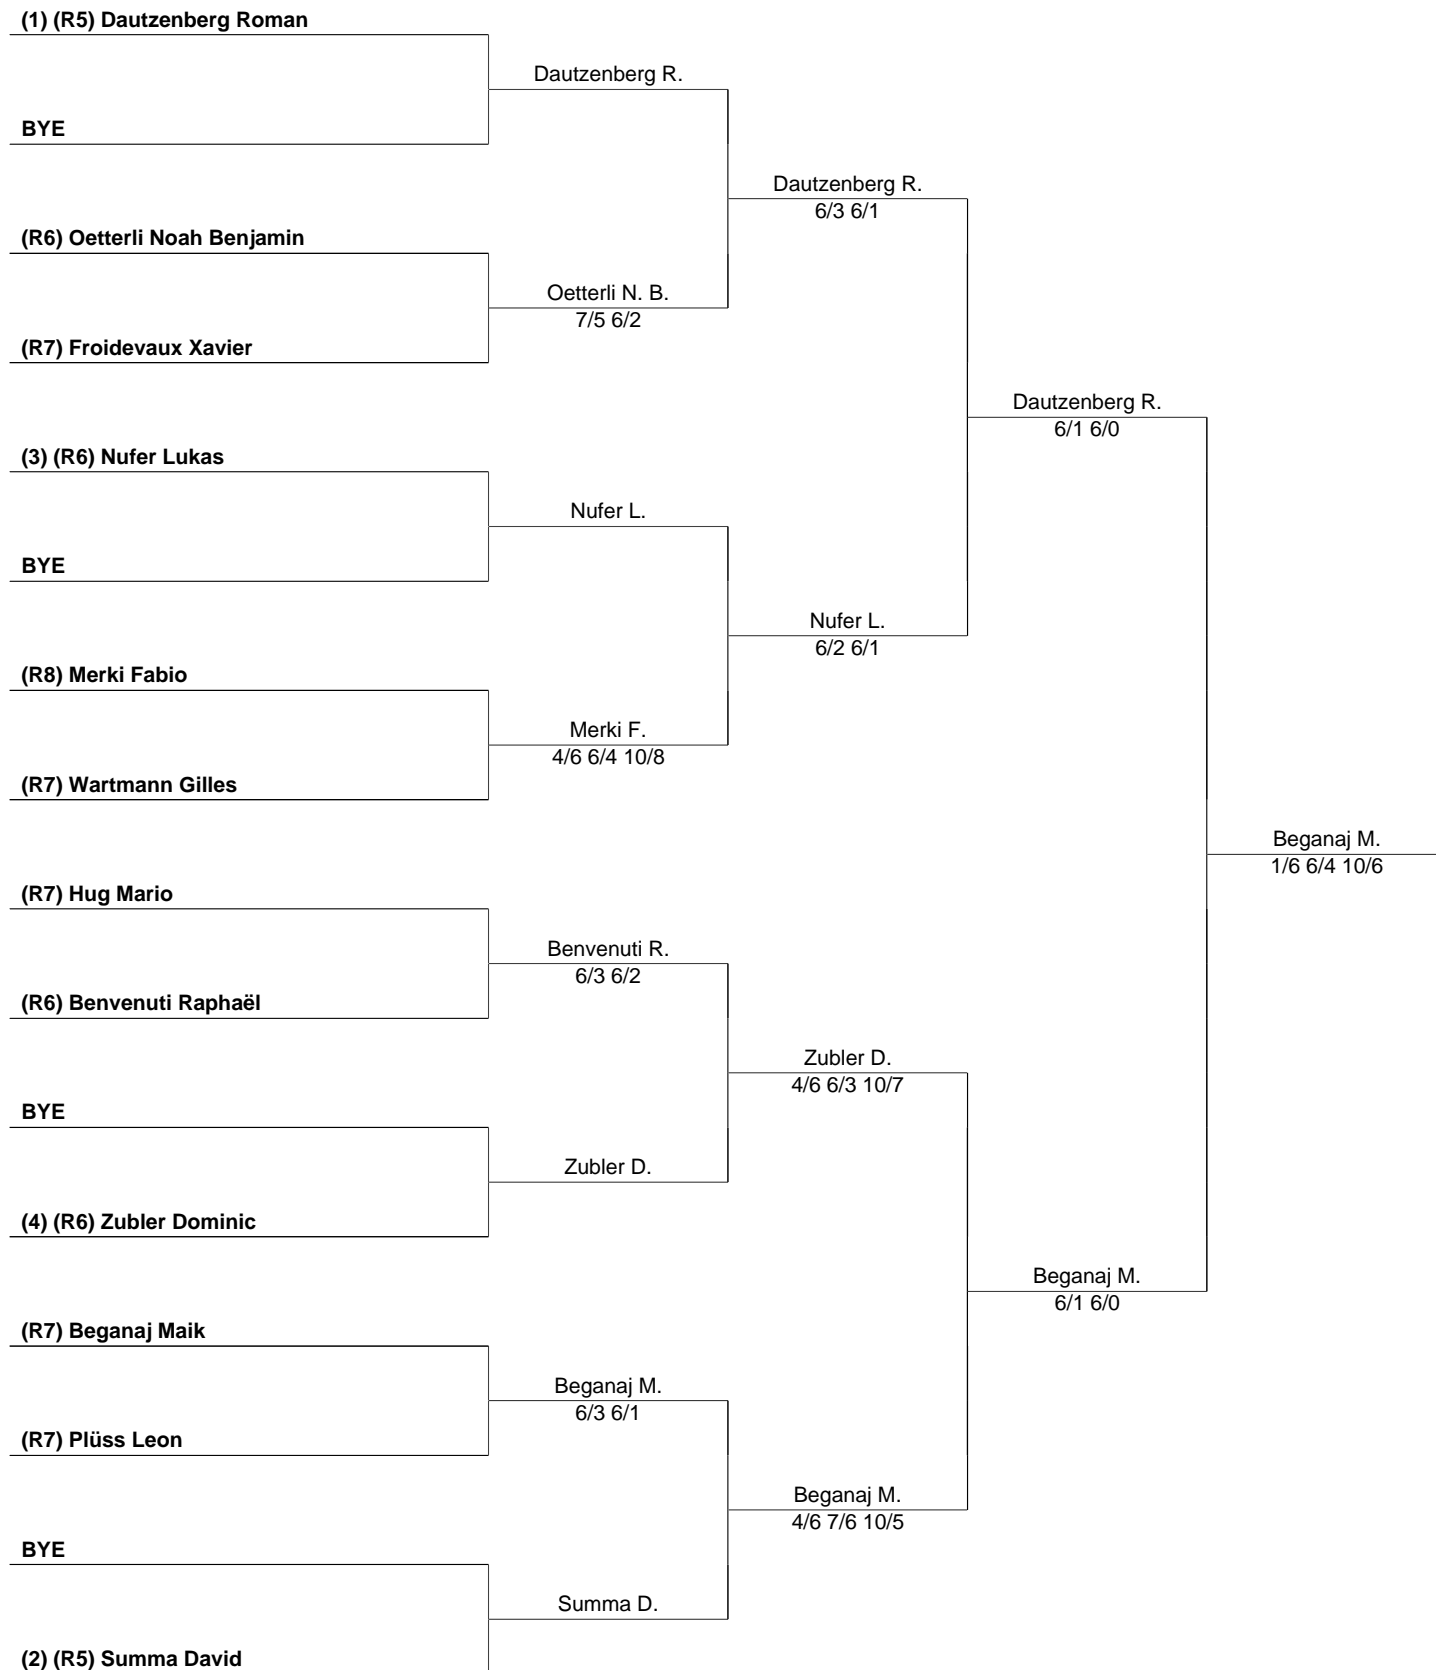 (1) (R5) Dautzenberg Roman
Dautzenberg R.
BYE
Dautzenberg R.
6/3 6/1
(R6) Oetterli Noah Benjamin
Oetterli N. B.
7/5 6/2
(R7) Froidevaux Xavier
Dautzenberg R.
6/1 6/0
(3) (R6) Nufer Lukas
Nufer L.
BYE
Nufer L.
6/2 6/1
(R8) Merki Fabio
Merki F.
4/6 6/4 10/8
(R7) Wartmann Gilles
Beganaj M.
1/6 6/4 10/6
(R7) Hug Mario
Benvenuti R.
6/3 6/2
(R6) Benvenuti Raphaël
Zubler D.
4/6 6/3 10/7
BYE
Zubler D.
(4) (R6) Zubler Dominic
Beganaj M.
6/1 6/0
(R7) Beganaj Maik
Beganaj M.
6/3 6/1
(R7) Plüss Leon
Beganaj M.
4/6 7/6 10/5
BYE
Summa D.
(2) (R5) Summa David